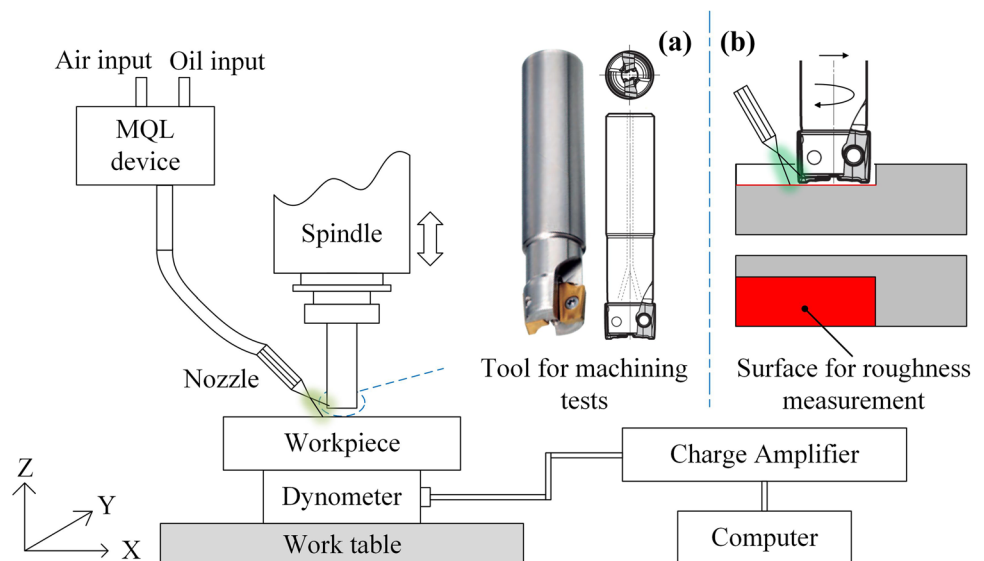 (a)
(b)
Air input
Oil input
MQL
device
Spindle
Nozzle
Tool for machining
tests
Surface for roughness
measurement
Workpiece
Charge Amplifier
Dynometer
Z
Y
X
Work table
Computer